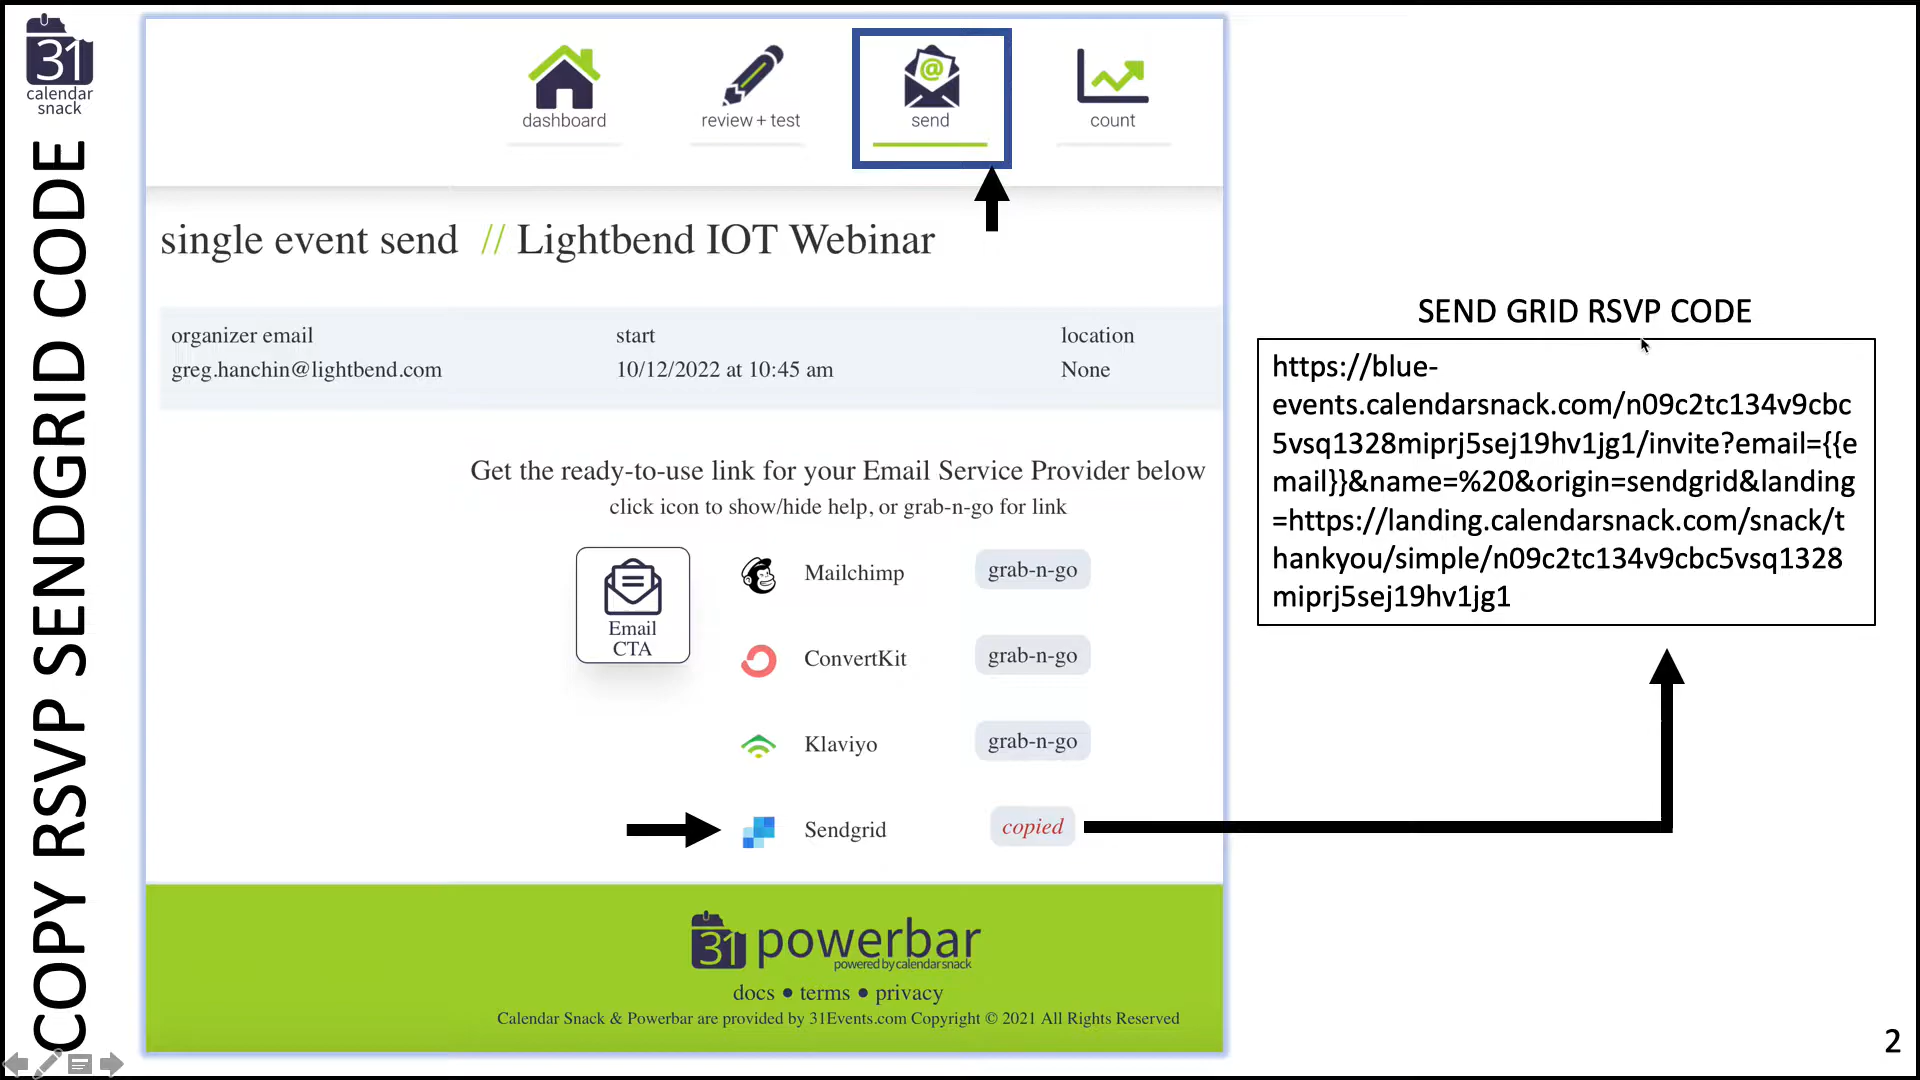 31
calendar
snack
COPY RSVP SENDGRID CODE
dashboard
review + test
@
send
count
single event send // Lightbend IOT Webinar
organizer email
start
location
greg.hanchin@lightbend.com
10/12/2022 at 10:45 am
None
Get the ready-to-use link for your Email Service Provider below
click icon to show/hide help, or grab-n-go for link
Email
CTA
Mailchimp
grab-n-go
ConvertKit
grab-n-go
Klaviyo
grab-n-go
Sendgrid
copied
SEND GRID RSVP CODE
https://blue-
events.calendarsnack.com/n09c2tc134v9cbc
5vsq1328miprj5sej19hv1jg1/invite?email={{e
mail}}&name=%20&origin=sendgrid&landing
=https://landing.calendarsnack.com/snack/t
hankyou/simple/n09c2tc134v9cbc5vsq1328
miprj5sej19hv1jg1
31 powerbar
powered by calendar snack
docs ● terms ● privacy
Calendar Snack & Powerbar are provided by 31Events.com Copyright © 2021 All Rights Reserved
2